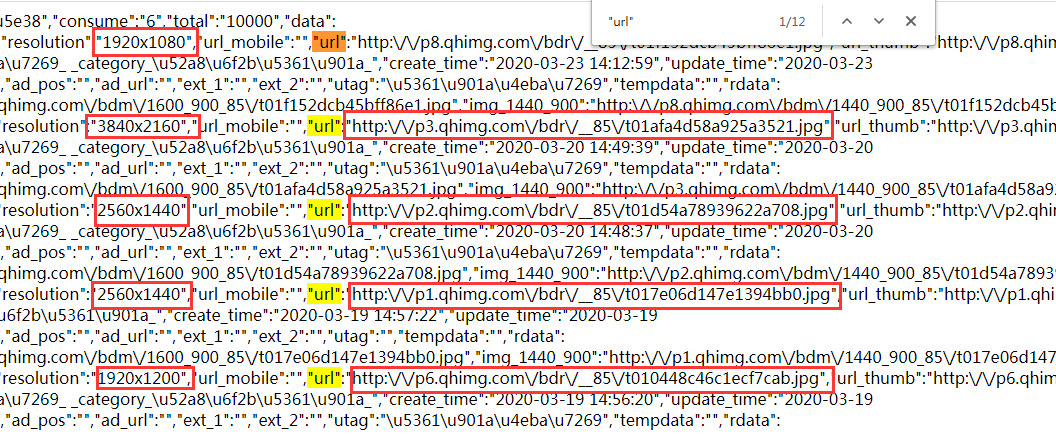 u5e38","consume":"6","total":"10000","data":
"url" 1/12
"resolution":"1920x1080","url_mobile":"","url":"http:\/\/p8.qhimg.com\/bdr\/__85\/t01f152dcb45bff86e1.jpg","url_thumb":"http:\/\/p8.qhimg.com
a\u7269_ _category_\u52a8\u6f2b\u5361\u901a_","create_time":"2020-03-23 14:12:59","update_time":"2020-03-23
","ad_pos":"","ad_url":"","ext_1":"","ext_2":"","utag":"\u5361\u901a\u4eba\u7269","tempdata":"","rdata":
.qhimg.com\/bdm\/1600_900_85\/t01f152dcb45bff86e1.jpg","img_1440_900":"http:\/\/p8.qhimg.com\/bdm\/1440_900_85\/t01f152dcb45b
"resolution":"3840x2160","url_mobile":"","url":"http:\/\/p3.qhimg.com\/bdr\/__85\/t01afa4d58a925a3521.jpg","url_thumb":"http:\/\/p3.qhimg.com
a\u7269_ _category_\u52a8\u6f2b\u5361\u901a_","create_time":"2020-03-20 14:49:39","update_time":"2020-03-20
","ad_pos":"","ad_url":"","ext_1":"","ext_2":"","utag":"\u5361\u901a\u4eba\u7269","tempdata":"","rdata":
.qhimg.com\/bdm\/1600_900_85\/t01afa4d58a925a3521.jpg","img_1440_900":"http:\/\/p3.qhimg.com\/bdm\/1440_900_85\/t01afa4d58a9
"resolution":"2560x1440","url_mobile":"","url":"http:\/\/p2.qhimg.com\/bdr\/__85\/t01d54a78939622a708.jpg","url_thumb":"http:\/\/p2.qhimg.com
a\u7269_ _category_\u52a8\u6f2b\u5361\u901a_","create_time":"2020-03-20 14:48:37","update_time":"2020-03-20
","ad_pos":"","ad_url":"","ext_1":"","ext_2":"","utag":"\u5361\u901a\u4eba\u7269","tempdata":"","rdata":
qhimg.com\/bdm\/1600_900_85\/t01d54a78939622a708.jpg","img_1440_900":"http:\/\/p2.qhimg.com\/bdm\/1440_900_85\/t01d54a7893
"resolution":"2560x1440","url_mobile":"","url":"http:\/\/p1.qhimg.com\/bdr\/__85\/t017e06d147e1394bb0.jpg","url_thumb":"http:\/\/p1.qhimg.com
u6f2b\u5361\u901a_","create_time":"2020-03-19 14:57:22","update_time":"2020-03-19
","ad_pos":"","ad_url":"","ext_1":"","ext_2":"","utag":"","tempdata":"","rdata":
.qhimg.com\/bdm\/1600_900_85\/t017e06d147e1394bb0.jpg","img_1440_900":"http:\/\/p1.qhimg.com\/bdm\/1440_900_85\/t017e06d147
"resolution":"1920x1200","url_mobile":"","url":"http:\/\/p6.qhimg.com\/bdr\/__85\/t010448c46c1ecf7cab.jpg","url_thumb":"http:\/\/p6.qhimg.com
a\u7269_ _category_\u52a8\u6f2b\u5361\u901a_","create_time":"2020-03-19 14:56:20","update_time":"2020-03-19
","ad_pos":"","ad_url":"","ext_1":"","ext_2":"","utag":"\u5361\u901a\u4eba\u7269","tempdata":"","rdata":